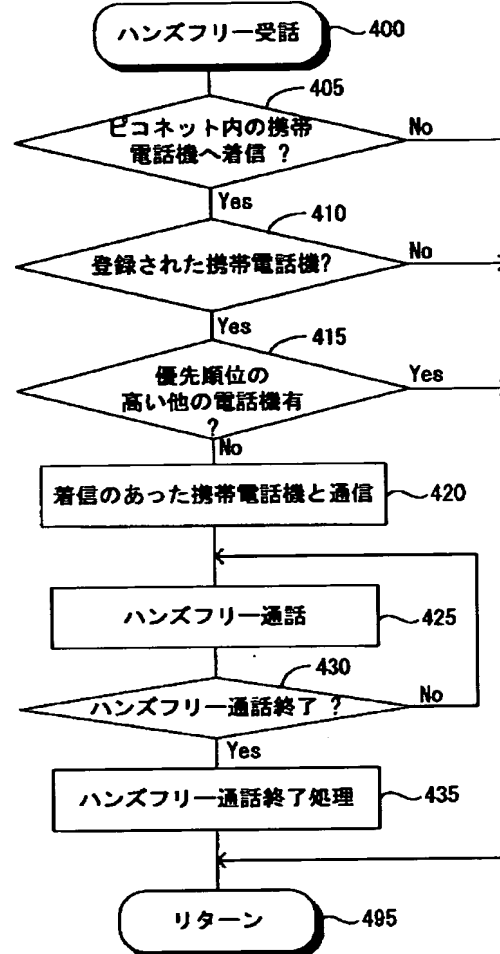 ハンズフリー受話
400
405
ピコネット内の携帯
電話機へ着信 ?
No
Yes
410
登録された携帯電話機?
No
Yes
415
優先順位の
高い他の電話機有
?
Yes
No
着信のあった携帯電話機と通信
420
ハンズフリー通話
425
430
ハンズフリー通話終了 ?
No
Yes
ハンズフリー通話終了処理
435
リターン
495